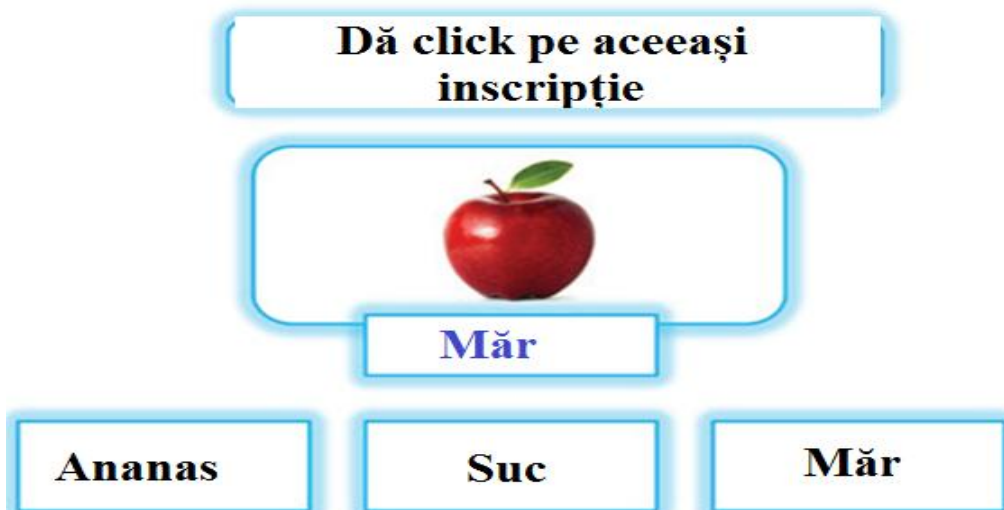 Dă click pe aceeași
inscripție
Măr
Ananas
Suc
Măr